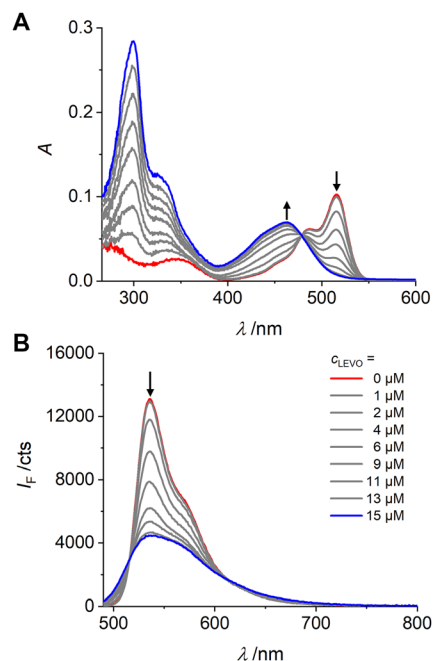 A
0.3
0.2
0.1
0.0
A
300
400
500
600
λ /nm
B
16000
12000
8000
4000
0
I_F /cts
c_LEVO =
0 µM
1 µM
2 µM
4 µM
6 µM
9 µM
11 µM
13 µM
15 µM
500
600
700
800
λ /nm